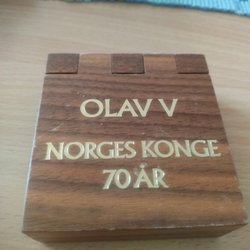 OLAV V
NORGES KONGE
70 ÅR